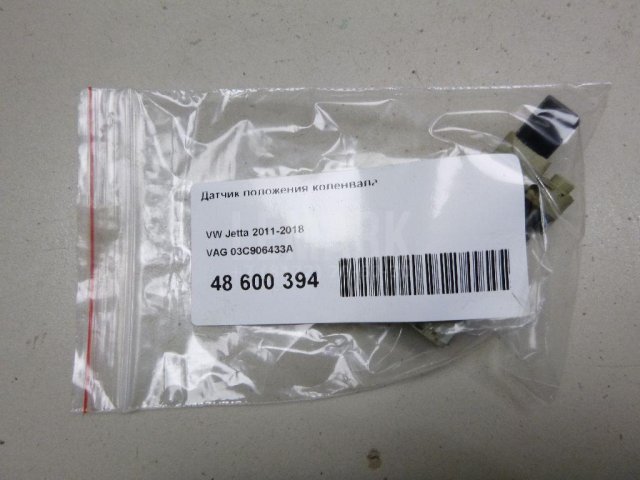 Датчик положения коленвала
VW Jetta 2011-2018
VAG 03C906433A
48 600 394